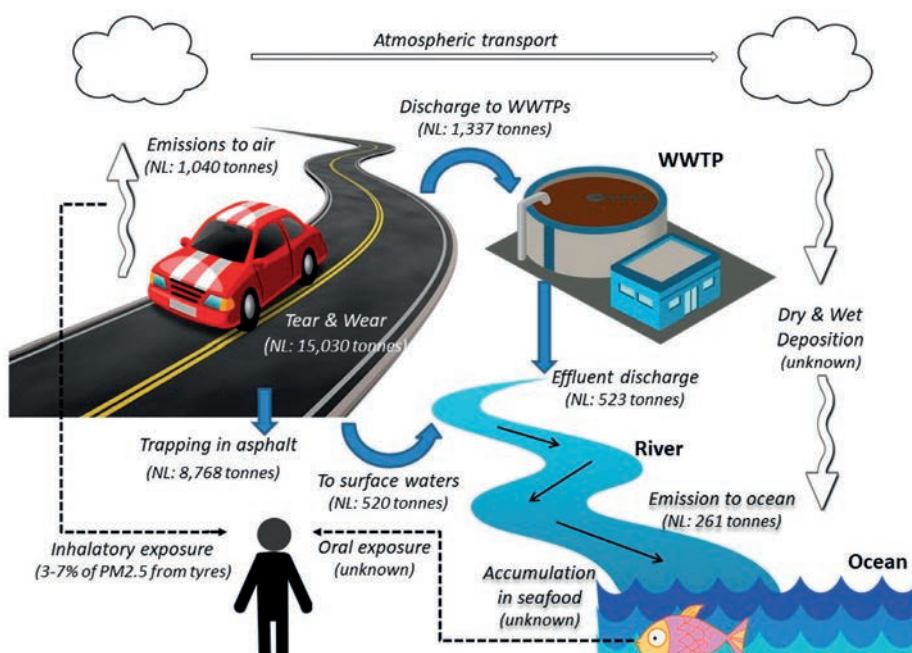 Atmospheric transport
Discharge to WWTPs
(NL: 1,337 tonnes)
Emissions to air
(NL: 1,040 tonnes)
WWTP
Tear & Wear
(NL: 15,030 tonnes)
Dry & Wet
Deposition
(unknown)
Effluent discharge
(NL: 523 tonnes)
Trapping in asphalt
(NL: 8,768 tonnes)
River
To surface waters
(NL: 520 tonnes)
Emission to ocean
(NL: 261 tonnes)
Inhalatory exposure
(3-7% of PM2.5 from tyres)
Oral exposure
(unknown)
Ocean
Accumulation
in seafood
(unknown)